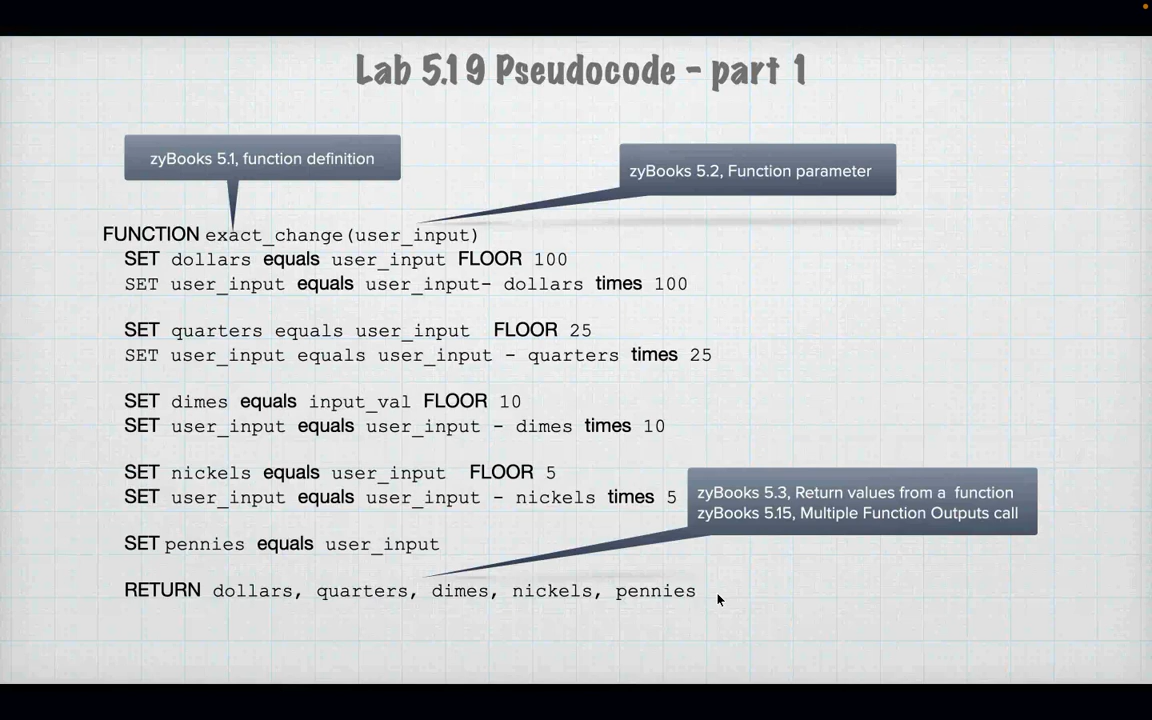 Lab 5.19 Pseudocode - part 1
zyBooks 5.1, function definition
zyBooks 5.2, Function parameter
FUNCTION exact_change(user_input)
SET dollars equals user_input FLOOR 100
SET user_input equals user_input- dollars times 100
SET quarters equals user_input FLOOR 25
SET user_input equals user_input - quarters times 25
SET dimes equals input_val FLOOR 10
SET user_input equals user_input - dimes times 10
SET nickels equals user_input FLOOR 5
SET user_input equals user_input - nickels times 5
zyBooks 5.3, Return values from a function
zyBooks 5.15, Multiple Function Outputs call
SET pennies equals user_input
RETURN dollars, quarters, dimes, nickels, pennies